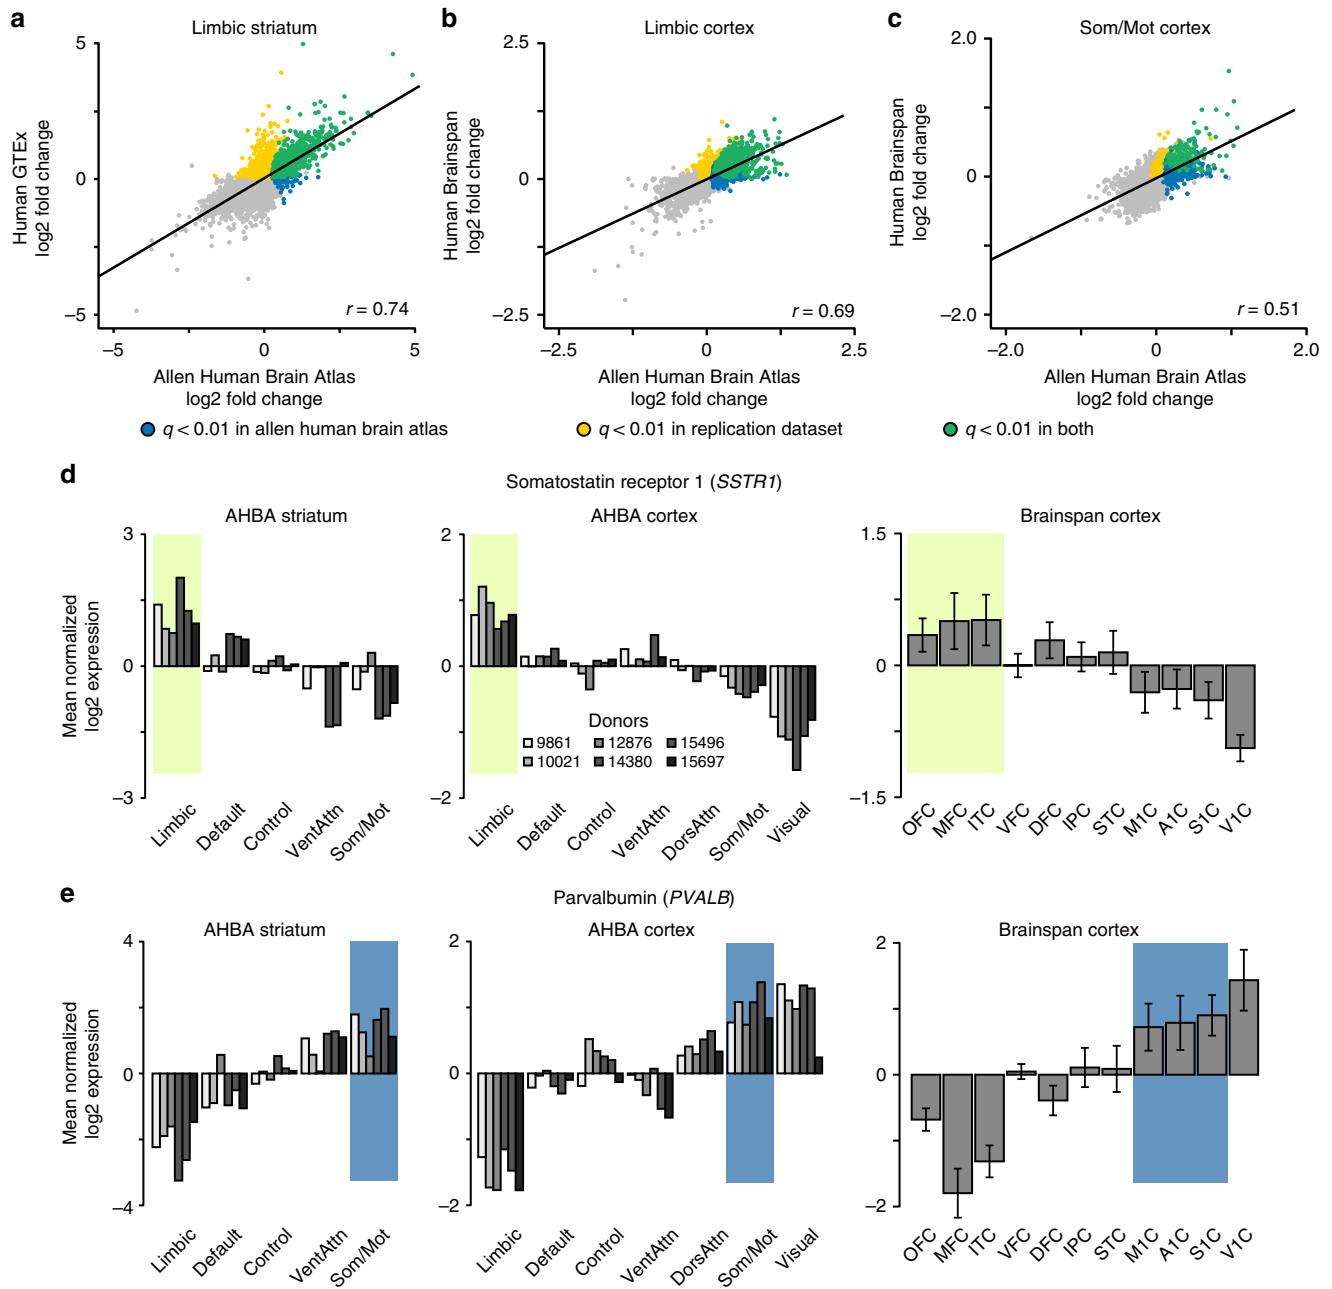 a
Limbic striatum
5
0
−5
Human GTEx
log2 fold change
r = 0.74
−5
0
5
Allen Human Brain Atlas
log2 fold change
b
Limbic cortex
2.5
0
−2.5
Human Brainspan
log2 fold change
r = 0.69
−2.5
0
2.5
Allen Human Brain Atlas
log2 fold change
c
Som/Mot cortex
2.0
0
−2.0
Human Brainspan
log2 fold change
r = 0.51
−2.0
0
2.0
Allen Human Brain Atlas
log2 fold change
q < 0.01 in allen human brain atlas
q < 0.01 in replication dataset
q < 0.01 in both
d
Somatostatin receptor 1 (SSTR1)
AHBA striatum
3
0
−3
Mean normalized
log2 expression
Limbic
Default
Control
VentAttn
Som/Mot
AHBA cortex
2
0
−2
Donors
9861
12876
15496
10021
14380
15697
Limbic
Default
Control
VentAttn
DorsAttn
Som/Mot
Visual
Brainspan cortex
1.5
0
−1.5
OFC
MFC
ITC
VFC
DFC
IPC
STC
M1C
A1C
S1C
V1C
e
Parvalbumin (PVALB)
AHBA striatum
4
0
−4
Mean normalized
log2 expression
Limbic
Default
Control
VentAttn
Som/Mot
AHBA cortex
2
0
−2
Limbic
Default
Control
VentAttn
DorsAttn
Som/Mot
Visual
Brainspan cortex
2
0
−2
OFC
MFC
ITC
VFC
DFC
IPC
STC
M1C
A1C
S1C
V1C